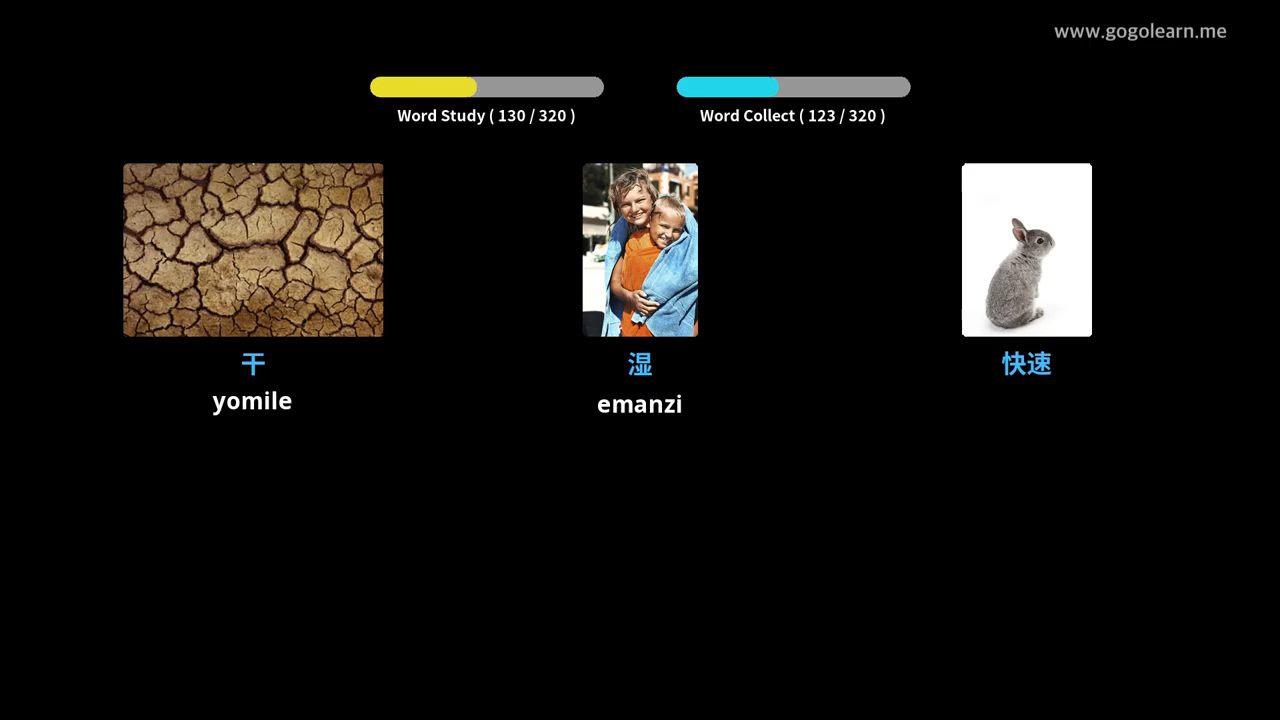 www.gogolearn.me
Word Study ( 130 / 320 )
Word Collect ( 123 / 320 )
干
湿
快速
yomile
emanzi